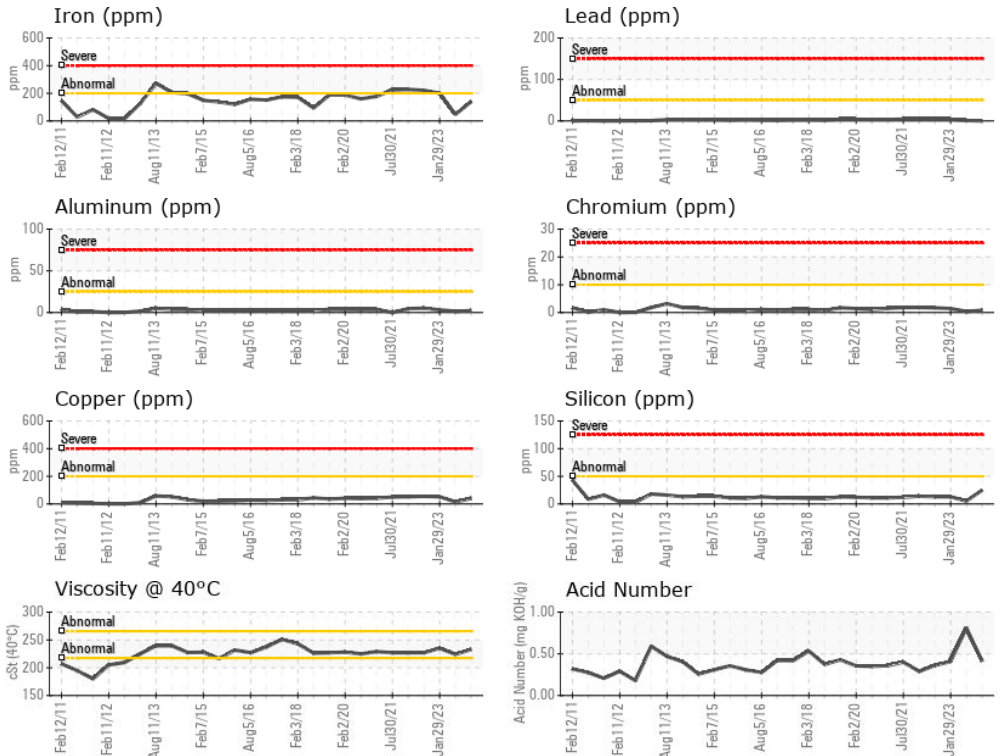 Iron (ppm)
600
400
200
0
ppm
Severe
Abnormal
Feb12/11
Feb11/12
Aug11/13
Feb7/15
Aug5/16
Feb3/18
Feb2/20
Jul30/21
Jan29/23
Lead (ppm)
200
100
0
ppm
Severe
Abnormal
Feb12/11
Feb11/12
Aug11/13
Feb7/15
Aug5/16
Feb3/18
Feb2/20
Jul30/21
Jan29/23
Aluminum (ppm)
100
50
0
ppm
Severe
Abnormal
Feb12/11
Feb11/12
Aug11/13
Feb7/15
Aug5/16
Feb3/18
Feb2/20
Jul30/21
Jan29/23
Chromium (ppm)
30
20
10
0
ppm
Severe
Abnormal
Feb12/11
Feb11/12
Aug11/13
Feb7/15
Aug5/16
Feb3/18
Feb2/20
Jul30/21
Jan29/23
Copper (ppm)
600
400
200
0
ppm
Severe
Abnormal
Feb12/11
Feb11/12
Aug11/13
Feb7/15
Aug5/16
Feb3/18
Feb2/20
Jul30/21
Jan29/23
Silicon (ppm)
150
100
50
0
ppm
Severe
Abnormal
Feb12/11
Feb11/12
Aug11/13
Feb7/15
Aug5/16
Feb3/18
Feb2/20
Jul30/21
Jan29/23
Viscosity @ 40°C
300
250
200
150
cSt (40°C)
Abnormal
Abnormal
Feb12/11
Feb11/12
Aug11/13
Feb7/15
Aug5/16
Feb3/18
Feb2/20
Jul30/21
Jan29/23
Acid Number
1.00
0.50
0.00
Acid Number (mg KOH/g)
Feb12/11
Feb11/12
Aug11/13
Feb7/15
Aug5/16
Feb3/18
Feb2/20
Jul30/21
Jan29/23